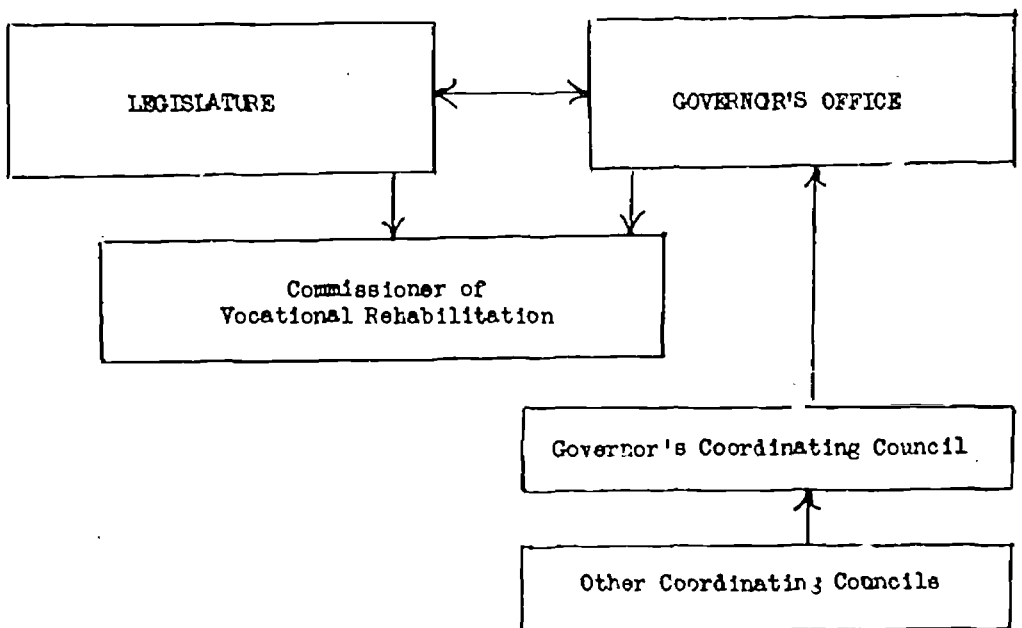 LEGISLATURE
GOVERNOR'S OFFICE
Commissioner of
Vocational Rehabilitation
Governor's Coordinating Council
Other Coordinating Councils